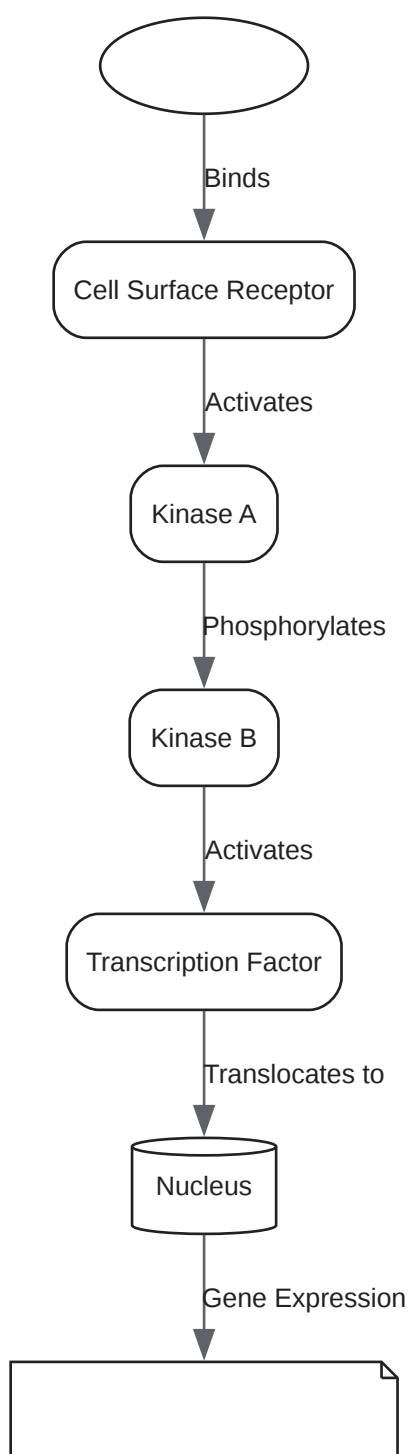 Binds
Cell Surface Receptor
Activates
Kinase A
Phosphorylates
Kinase B
Activates
Transcription Factor
Translocates to
Nucleus
Gene Expression